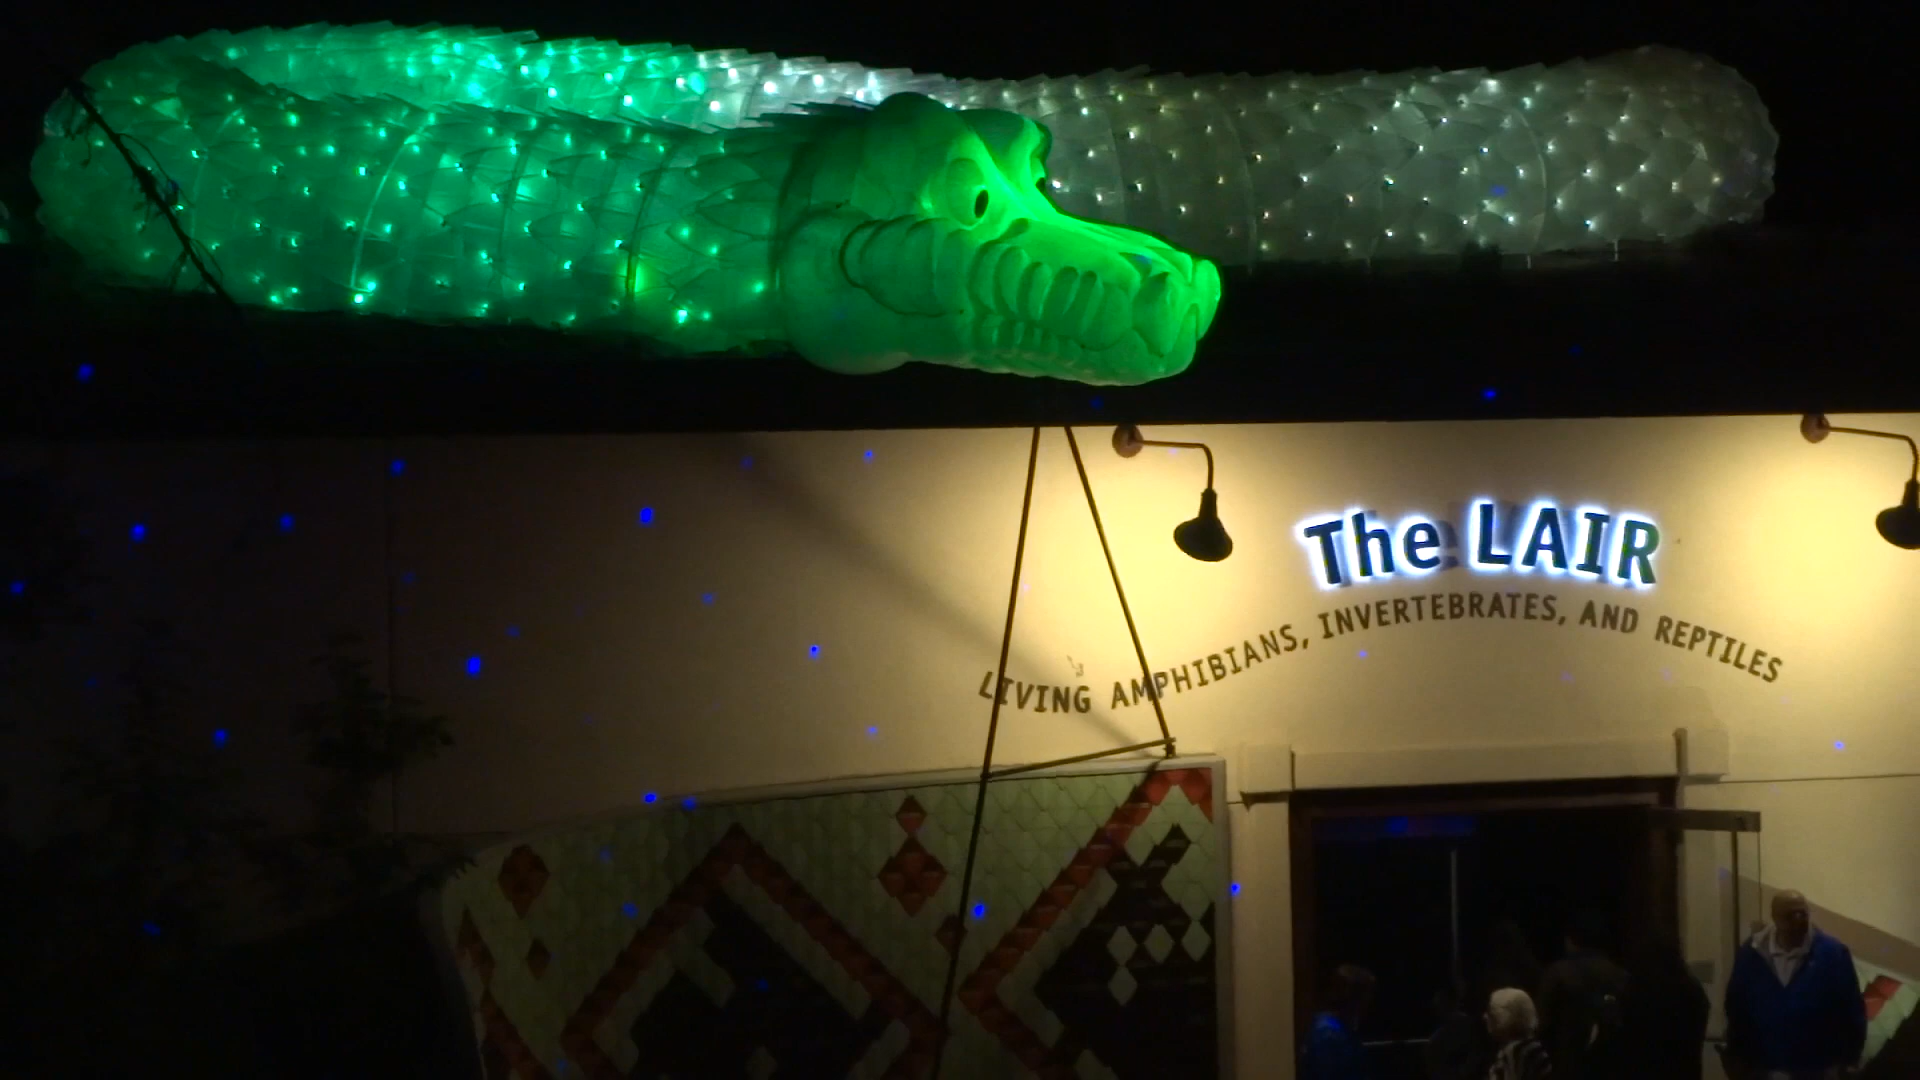 The LAIR
LIVING AMPHIBIANS, INVERTEBRATES, AND REPTILES